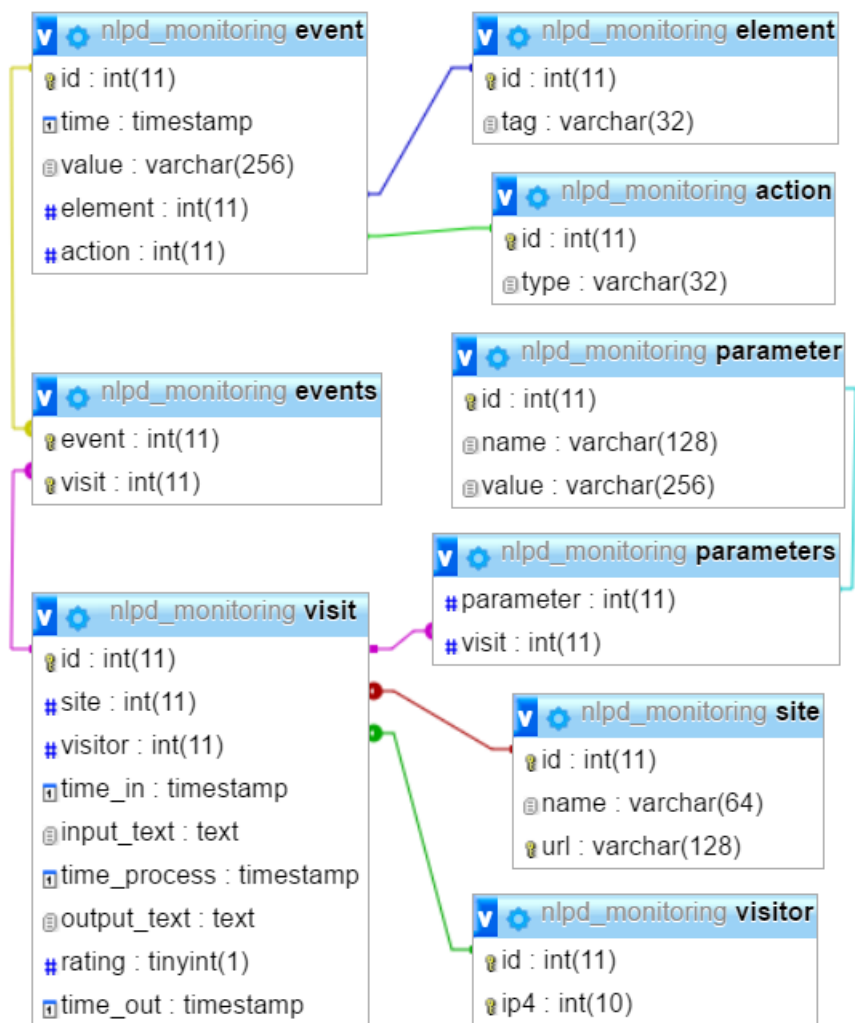 v nlpd_monitoring event
id : int(11)
time : timestamp
value : varchar(256)
# element : int(11)
# action : int(11)
v nlpd_monitoring element
id : int(11)
tag : varchar(32)
v nlpd_monitoring action
id : int(11)
type : varchar(32)
v nlpd_monitoring parameter
id : int(11)
name : varchar(128)
value : varchar(256)
v nlpd_monitoring events
event : int(11)
visit : int(11)
v nlpd_monitoring parameters
# parameter : int(11)
# visit : int(11)
v nlpd_monitoring visit
id : int(11)
# site : int(11)
# visitor : int(11)
time_in : timestamp
input_text : text
time_process : timestamp
output_text : text
# rating : tinyint(1)
time_out : timestamp
v nlpd_monitoring site
id : int(11)
name : varchar(64)
url : varchar(128)
v nlpd_monitoring visitor
id : int(11)
ip4 : int(10)